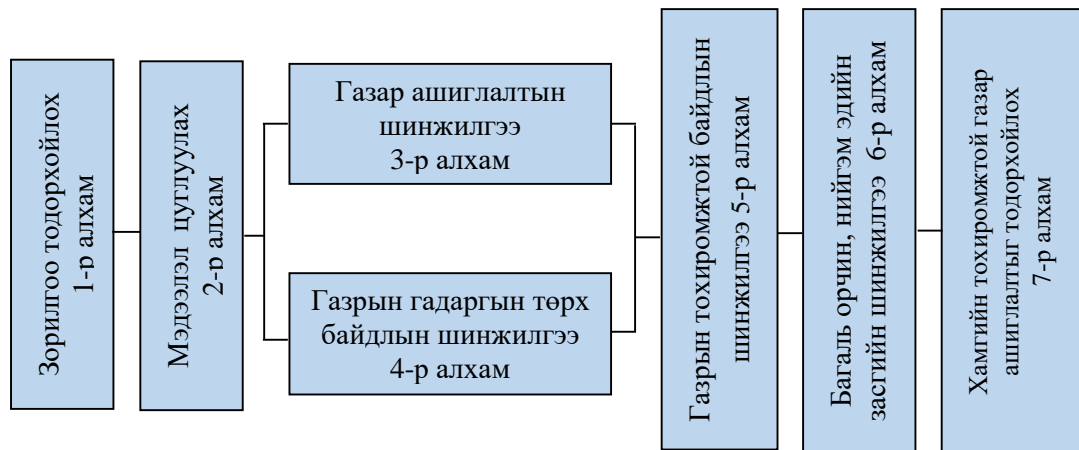 Зорилгоо тодорхойлох
1-р алхам
Мэдээлэл цуглуулах
2-р алхам
Газар ашиглалтын
шинжилгээ
3-р алхам
Газрын гадаргын төрх
байдлын шинжилгээ
4-р алхам
Газрын тохиромжтой байдлын
шинжилгээ 5-р алхам
Багаль орчин, нийгэм эдийн
засгийн шинжилгээ 6-р алхам
Хамгийн тохиромжтой газар
ашиглалтыг тодорхойлох
7-р алхам